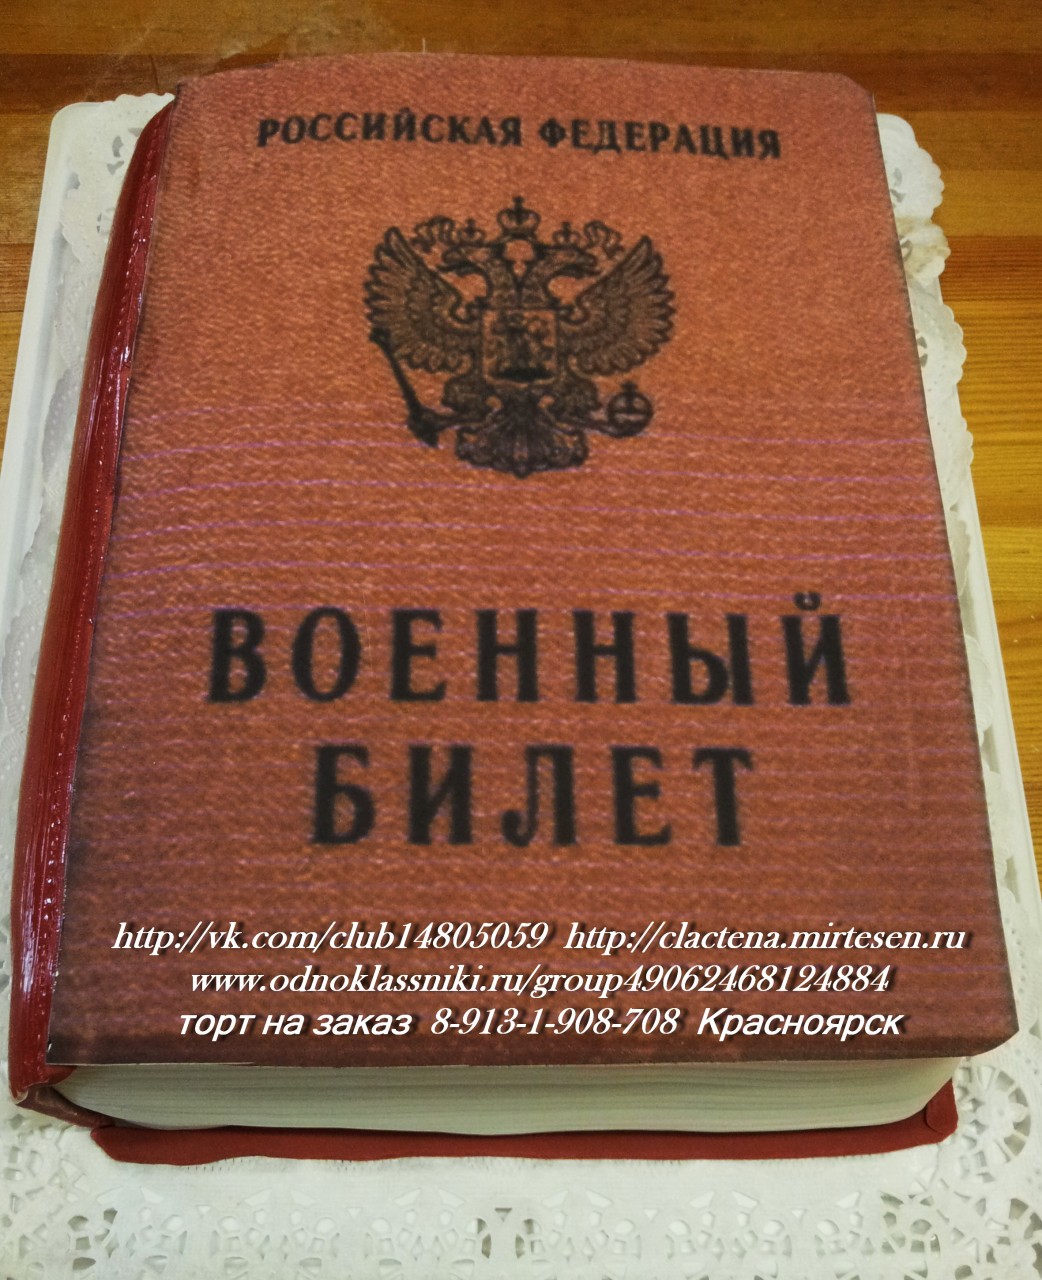 РОССИЙСКАЯ ФЕДЕРАЦИЯ
ВОЕННЫЙ
БИЛЕТ
http://vk.com/club14805059 http://clactena.mirtesen.ru
www.odnoklassniki.ru/group49062468124884
торт на заказ 8-913-1-908-708 Красноярск